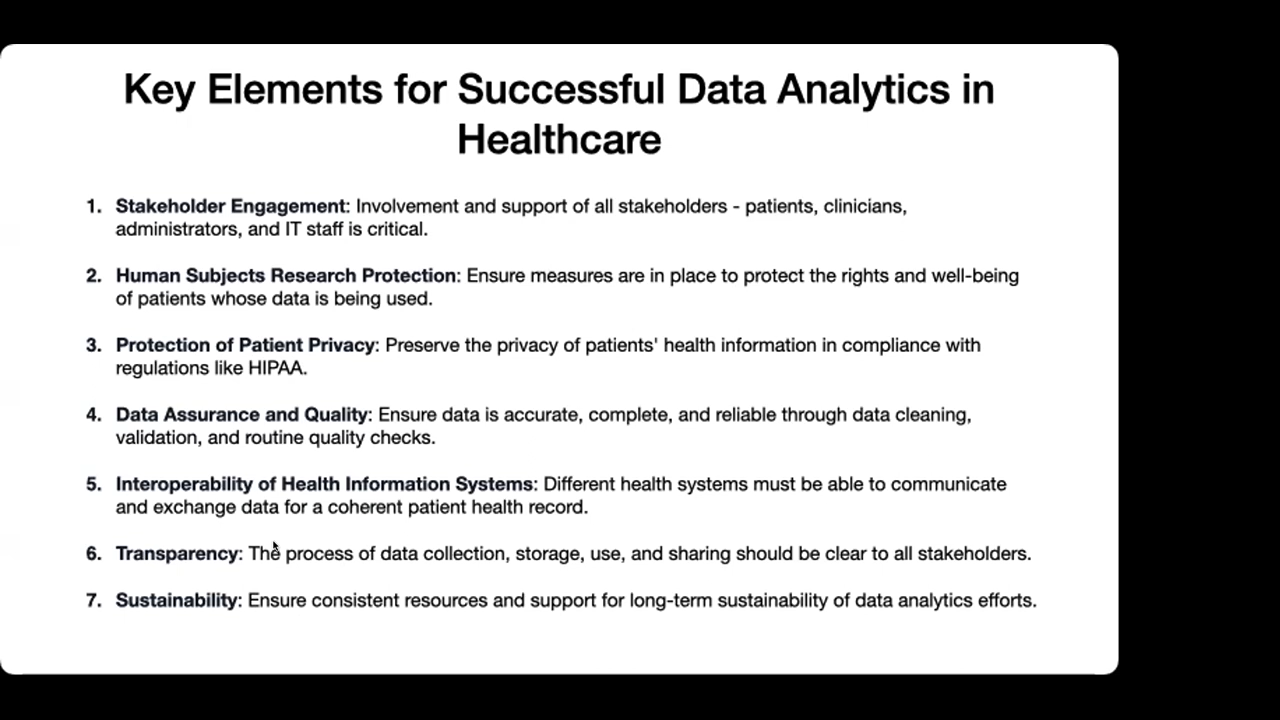 Key Elements for Successful Data Analytics in
Healthcare
1. Stakeholder Engagement: Involvement and support of all stakeholders - patients, clinicians,
administrators, and IT staff is critical.
2. Human Subjects Research Protection: Ensure measures are in place to protect the rights and well-being
of patients whose data is being used.
3. Protection of Patient Privacy: Preserve the privacy of patients' health information in compliance with
regulations like HIPAA.
4. Data Assurance and Quality: Ensure data is accurate, complete, and reliable through data cleaning,
validation, and routine quality checks.
5. Interoperability of Health Information Systems: Different health systems must be able to communicate
and exchange data for a coherent patient health record.
6. Transparency: The process of data collection, storage, use, and sharing should be clear to all stakeholders.
7. Sustainability: Ensure consistent resources and support for long-term sustainability of data analytics efforts.